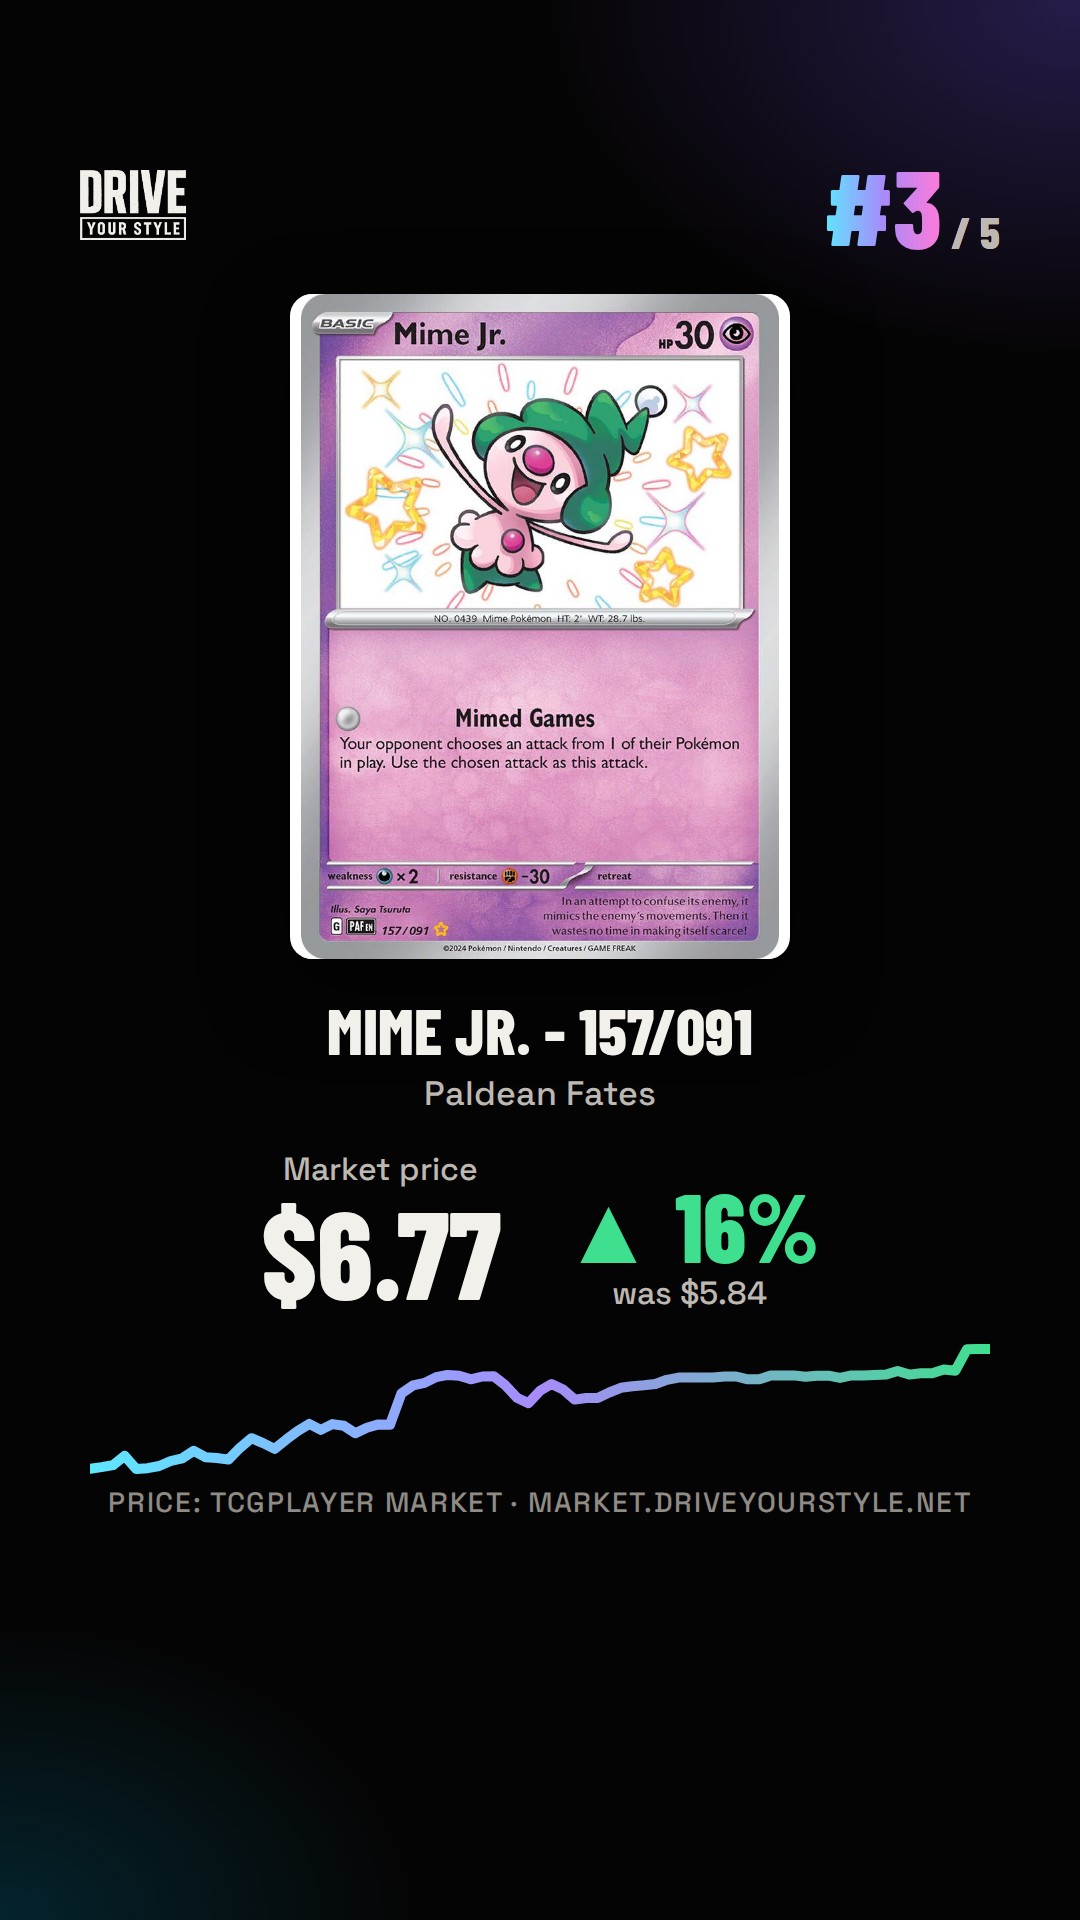 DRIVE
YOUR STYLE
#3 / 5
BASIC
Mime Jr.
HP 30
NO. 0439 Mime Pokémon HT: 2' WT: 28.7 lbs.
Mimed Games
Your opponent chooses an attack from 1 of their Pokémon
in play. Use the chosen attack as this attack.
weakness ×2 resistance -30 retreat
Illus. Saya Tsuruta
G PAF EN 157/091
In an attempt to confuse its enemy, it
mimics the enemy's movements. Then it
wastes no time in making itself scarce!
©2024 Pokémon / Nintendo / Creatures / GAME FREAK
MIME JR. - 157/091
Paldean Fates
Market price
$6.77
▲ 16%
was $5.84
PRICE: TCGPLAYER MARKET · MARKET.DRIVEYOURSTYLE.NET